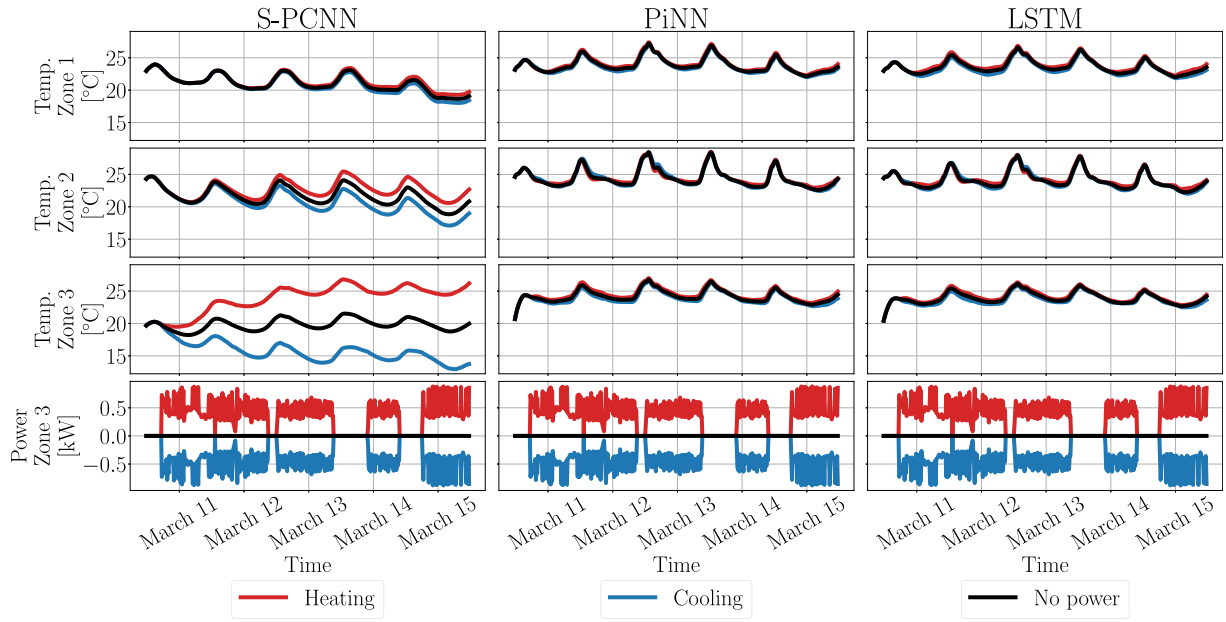 S-PCNN PiNN LSTM
Temp. Zone 1 [°C]
25
20
15
Temp. Zone 2 [°C]
25
20
15
Temp. Zone 3 [°C]
25
20
15
Power Zone 3 [kW]
0.5
0.0
−0.5
March 11 March 12 March 13 March 14 March 15 March 11 March 12 March 13 March 14 March 15 March 11 March 12 March 13 March 14 March 15
Time Time Time
Heating Cooling No power